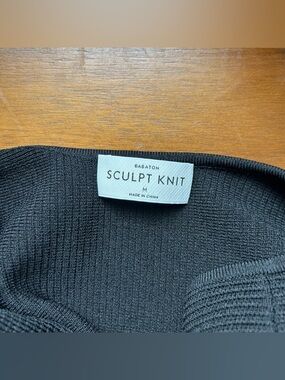 BABATON
SCULPT KNIT
M
MADE IN CHINA